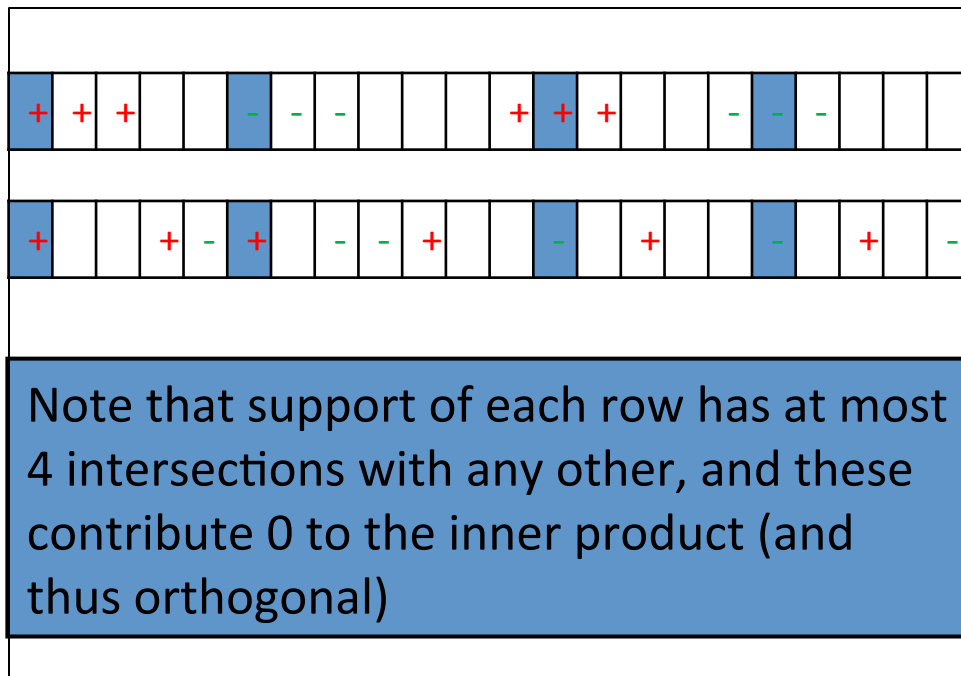 + + + - - - + + + - - -
+ + - + - - + - + - + -
Note that support of each row has at most
4 intersections with any other, and these
contribute 0 to the inner product (and
thus orthogonal)